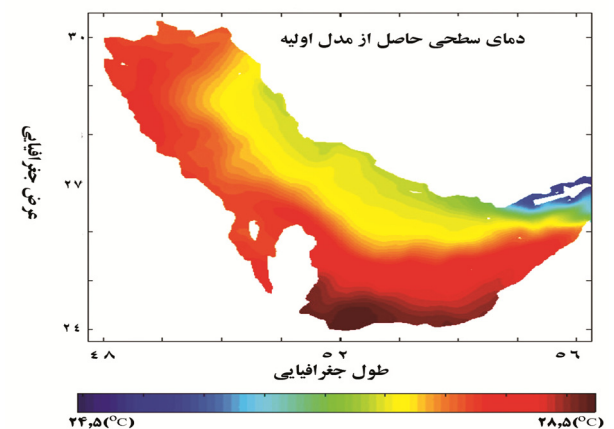 دمای سطحی حاصل از مدل اولیه
۳۰
عرض جغرافیایی
۲۷
۲۴
۴۸ ۵۲ ۵۶
طول جغرافیایی
۲۴,۵(°C) ۲۸,۵(°C)